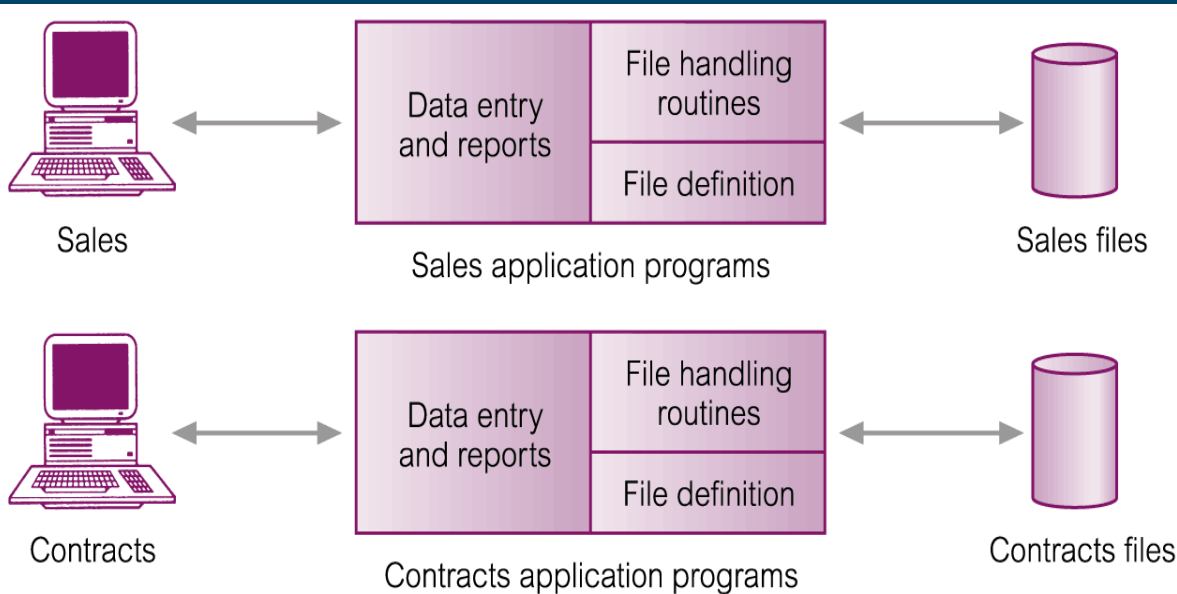 File handling
routines
Data entry
and reports
File definition
Sales
Sales files
Sales application programs
File handling
routines
Data entry
and reports
File definition
Contracts
Contracts files
Contracts application programs